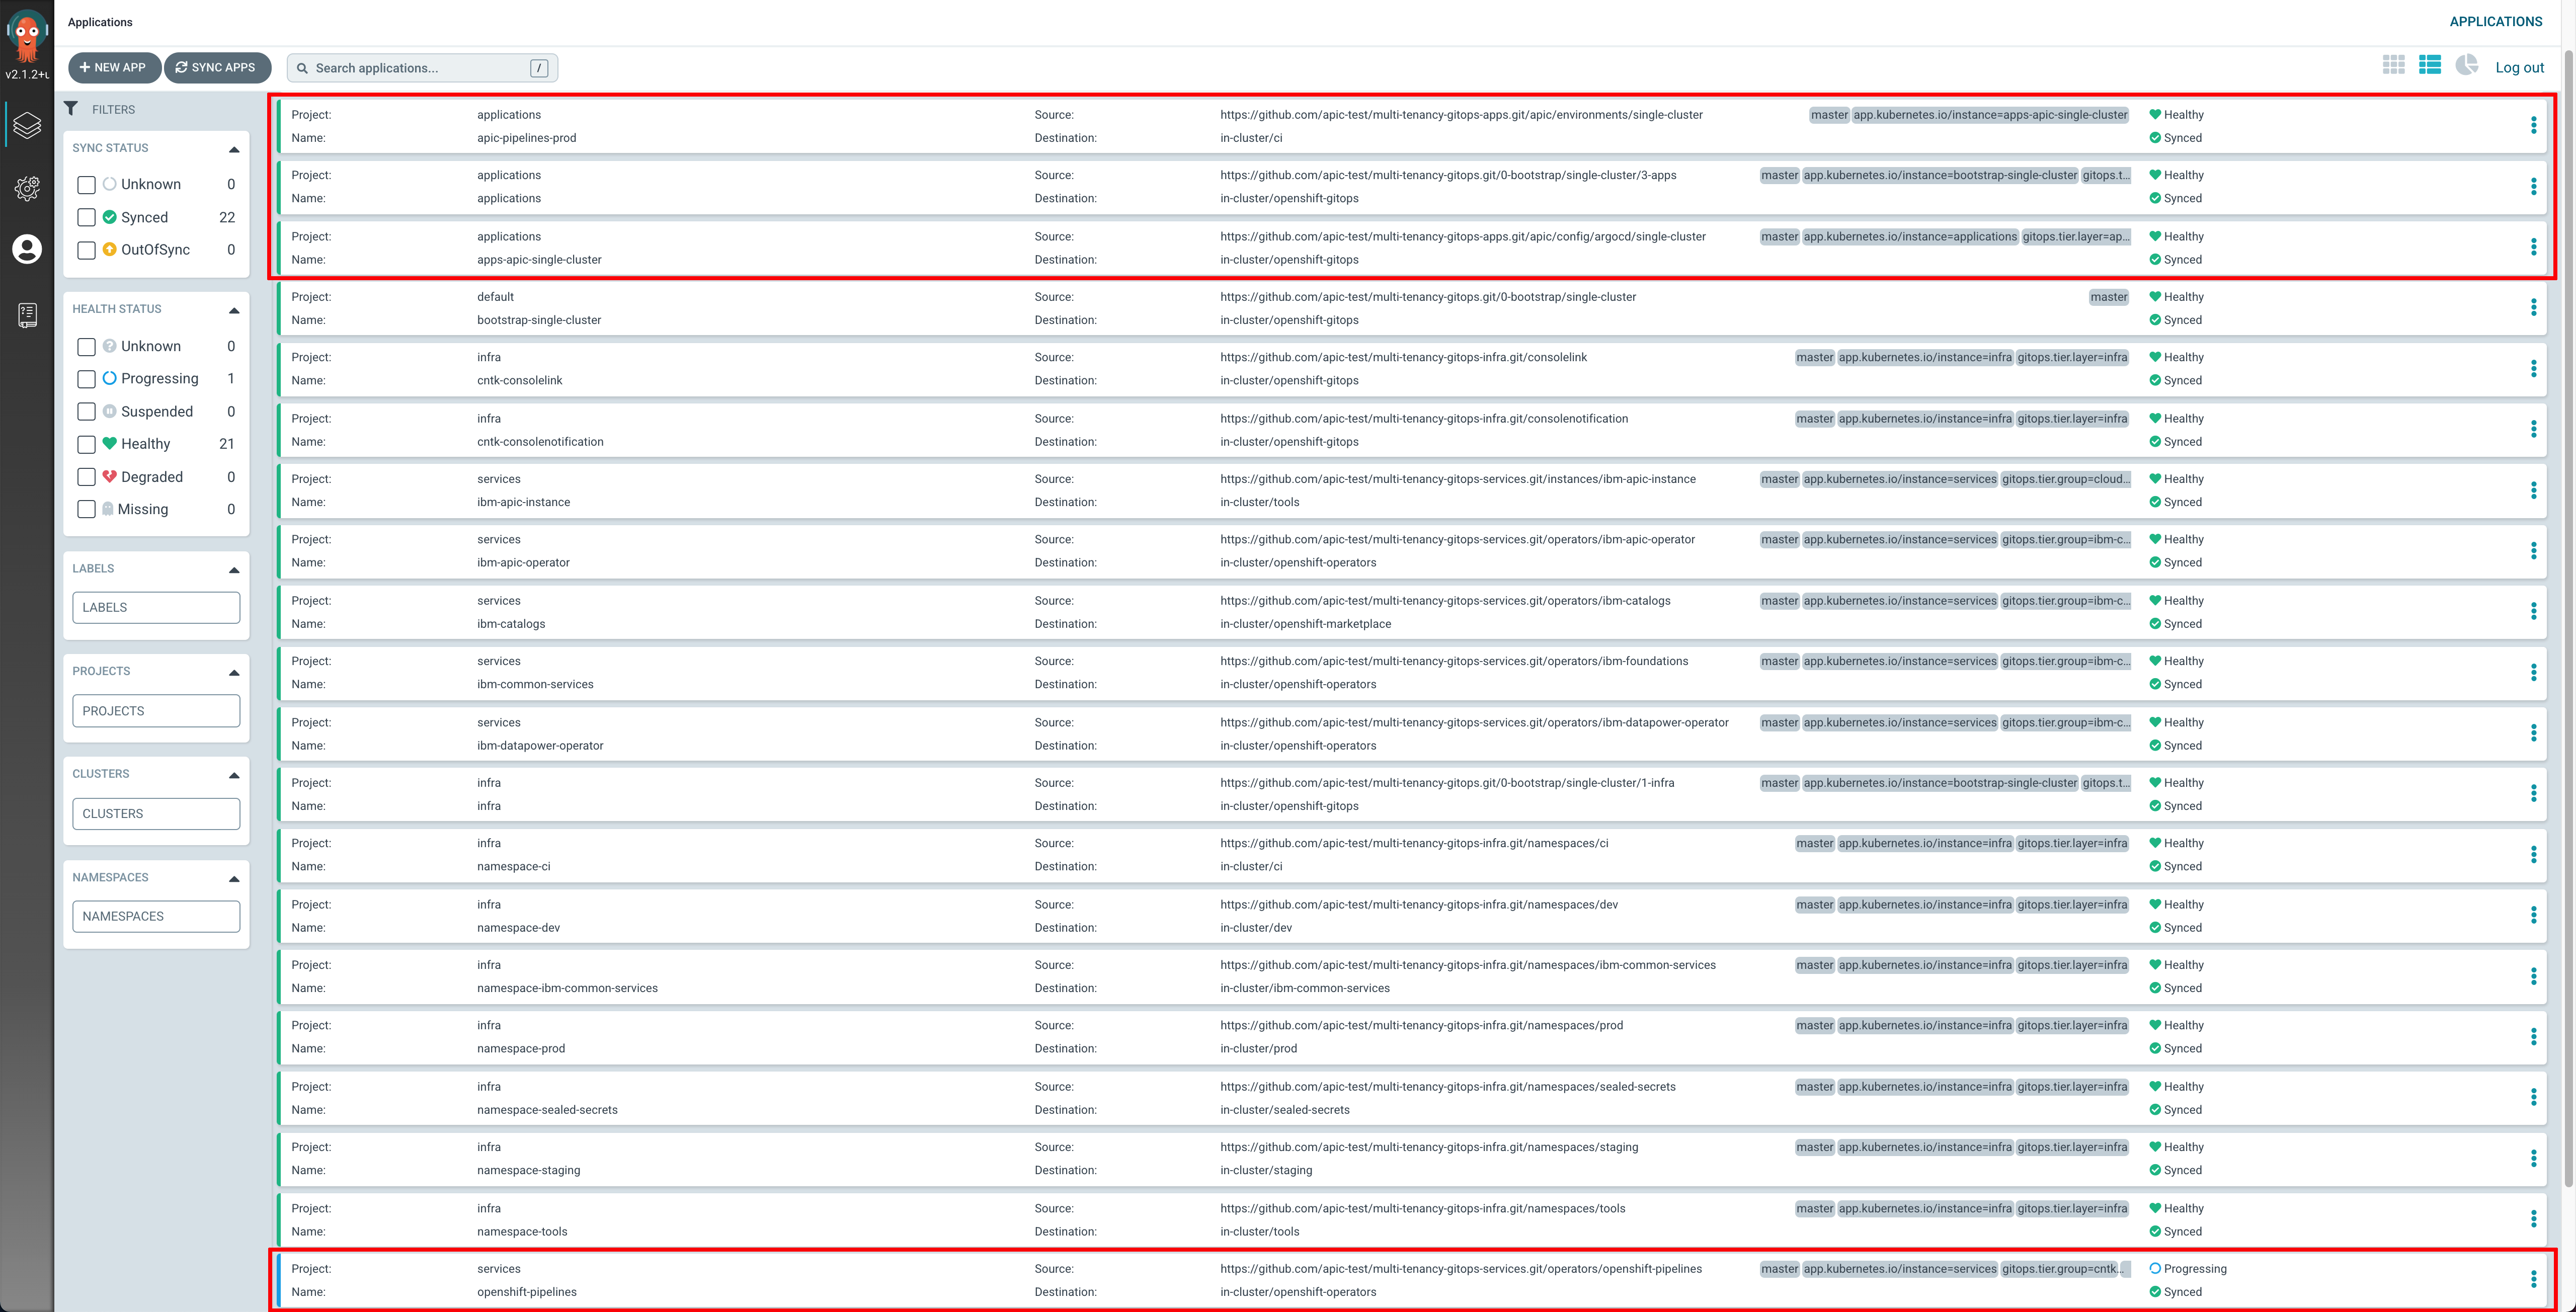 Applications
APPLICATIONS
v2.1.2+u
NEW APP
SYNC APPS
Search applications...
/
Log out
FILTERS
SYNC STATUS
Unknown 0
Synced 22
OutOfSync 0
HEALTH STATUS
Unknown 0
Progressing 1
Suspended 0
Healthy 21
Degraded 0
Missing 0
LABELS
LABELS
PROJECTS
PROJECTS
CLUSTERS
CLUSTERS
NAMESPACES
NAMESPACES
Project: applications Source: https://github.com/apic-test/multi-tenancy-gitops-apps.git/apic/environments/single-cluster master app.kubernetes.io/instance=apps-apic-single-cluster Healthy
Name: apic-pipelines-prod Destination: in-cluster/ci Synced
Project: applications Source: https://github.com/apic-test/multi-tenancy-gitops.git/0-bootstrap/single-cluster/3-apps master app.kubernetes.io/instance=bootstrap-single-cluster gitops.t... Healthy
Name: applications Destination: in-cluster/openshift-gitops Synced
Project: applications Source: https://github.com/apic-test/multi-tenancy-gitops-apps.git/apic/config/argocd/single-cluster master app.kubernetes.io/instance=applications gitops.tier.layer=ap... Healthy
Name: apps-apic-single-cluster Destination: in-cluster/openshift-gitops Synced
Project: default Source: https://github.com/apic-test/multi-tenancy-gitops.git/0-bootstrap/single-cluster master Healthy
Name: bootstrap-single-cluster Destination: in-cluster/openshift-gitops Synced
Project: infra Source: https://github.com/apic-test/multi-tenancy-gitops-infra.git/consolelink master app.kubernetes.io/instance=infra gitops.tier.layer=infra Healthy
Name: cntk-consolelink Destination: in-cluster/openshift-gitops Synced
Project: infra Source: https://github.com/apic-test/multi-tenancy-gitops-infra.git/consolenotification master app.kubernetes.io/instance=infra gitops.tier.layer=infra Healthy
Name: cntk-consolenotification Destination: in-cluster/openshift-gitops Synced
Project: services Source: https://github.com/apic-test/multi-tenancy-gitops-services.git/instances/ibm-apic-instance master app.kubernetes.io/instance=services gitops.tier.group=cloud... Healthy
Name: ibm-apic-instance Destination: in-cluster/tools Synced
Project: services Source: https://github.com/apic-test/multi-tenancy-gitops-services.git/operators/ibm-apic-operator master app.kubernetes.io/instance=services gitops.tier.group=ibm-c... Healthy
Name: ibm-apic-operator Destination: in-cluster/openshift-operators Synced
Project: services Source: https://github.com/apic-test/multi-tenancy-gitops-services.git/operators/ibm-catalogs master app.kubernetes.io/instance=services gitops.tier.group=ibm-c... Healthy
Name: ibm-catalogs Destination: in-cluster/openshift-marketplace Synced
Project: services Source: https://github.com/apic-test/multi-tenancy-gitops-services.git/operators/ibm-foundations master app.kubernetes.io/instance=services gitops.tier.group=ibm-c... Healthy
Name: ibm-common-services Destination: in-cluster/openshift-operators Synced
Project: services Source: https://github.com/apic-test/multi-tenancy-gitops-services.git/operators/ibm-datapower-operator master app.kubernetes.io/instance=services gitops.tier.group=ibm-c... Healthy
Name: ibm-datapower-operator Destination: in-cluster/openshift-operators Synced
Project: infra Source: https://github.com/apic-test/multi-tenancy-gitops.git/0-bootstrap/single-cluster/1-infra master app.kubernetes.io/instance=bootstrap-single-cluster gitops.t... Healthy
Name: infra Destination: in-cluster/openshift-gitops Synced
Project: infra Source: https://github.com/apic-test/multi-tenancy-gitops-infra.git/namespaces/ci master app.kubernetes.io/instance=infra gitops.tier.layer=infra Healthy
Name: namespace-ci Destination: in-cluster/ci Synced
Project: infra Source: https://github.com/apic-test/multi-tenancy-gitops-infra.git/namespaces/dev master app.kubernetes.io/instance=infra gitops.tier.layer=infra Healthy
Name: namespace-dev Destination: in-cluster/dev Synced
Project: infra Source: https://github.com/apic-test/multi-tenancy-gitops-infra.git/namespaces/ibm-common-services master app.kubernetes.io/instance=infra gitops.tier.layer=infra Healthy
Name: namespace-ibm-common-services Destination: in-cluster/ibm-common-services Synced
Project: infra Source: https://github.com/apic-test/multi-tenancy-gitops-infra.git/namespaces/prod master app.kubernetes.io/instance=infra gitops.tier.layer=infra Healthy
Name: namespace-prod Destination: in-cluster/prod Synced
Project: infra Source: https://github.com/apic-test/multi-tenancy-gitops-infra.git/namespaces/sealed-secrets master app.kubernetes.io/instance=infra gitops.tier.layer=infra Healthy
Name: namespace-sealed-secrets Destination: in-cluster/sealed-secrets Synced
Project: infra Source: https://github.com/apic-test/multi-tenancy-gitops-infra.git/namespaces/staging master app.kubernetes.io/instance=infra gitops.tier.layer=infra Healthy
Name: namespace-staging Destination: in-cluster/staging Synced
Project: infra Source: https://github.com/apic-test/multi-tenancy-gitops-infra.git/namespaces/tools master app.kubernetes.io/instance=infra gitops.tier.layer=infra Healthy
Name: namespace-tools Destination: in-cluster/tools Synced
Project: services Source: https://github.com/apic-test/multi-tenancy-gitops-services.git/operators/openshift-pipelines master app.kubernetes.io/instance=services gitops.tier.group=cntk... Progressing
Name: openshift-pipelines Destination: in-cluster/openshift-operators Synced